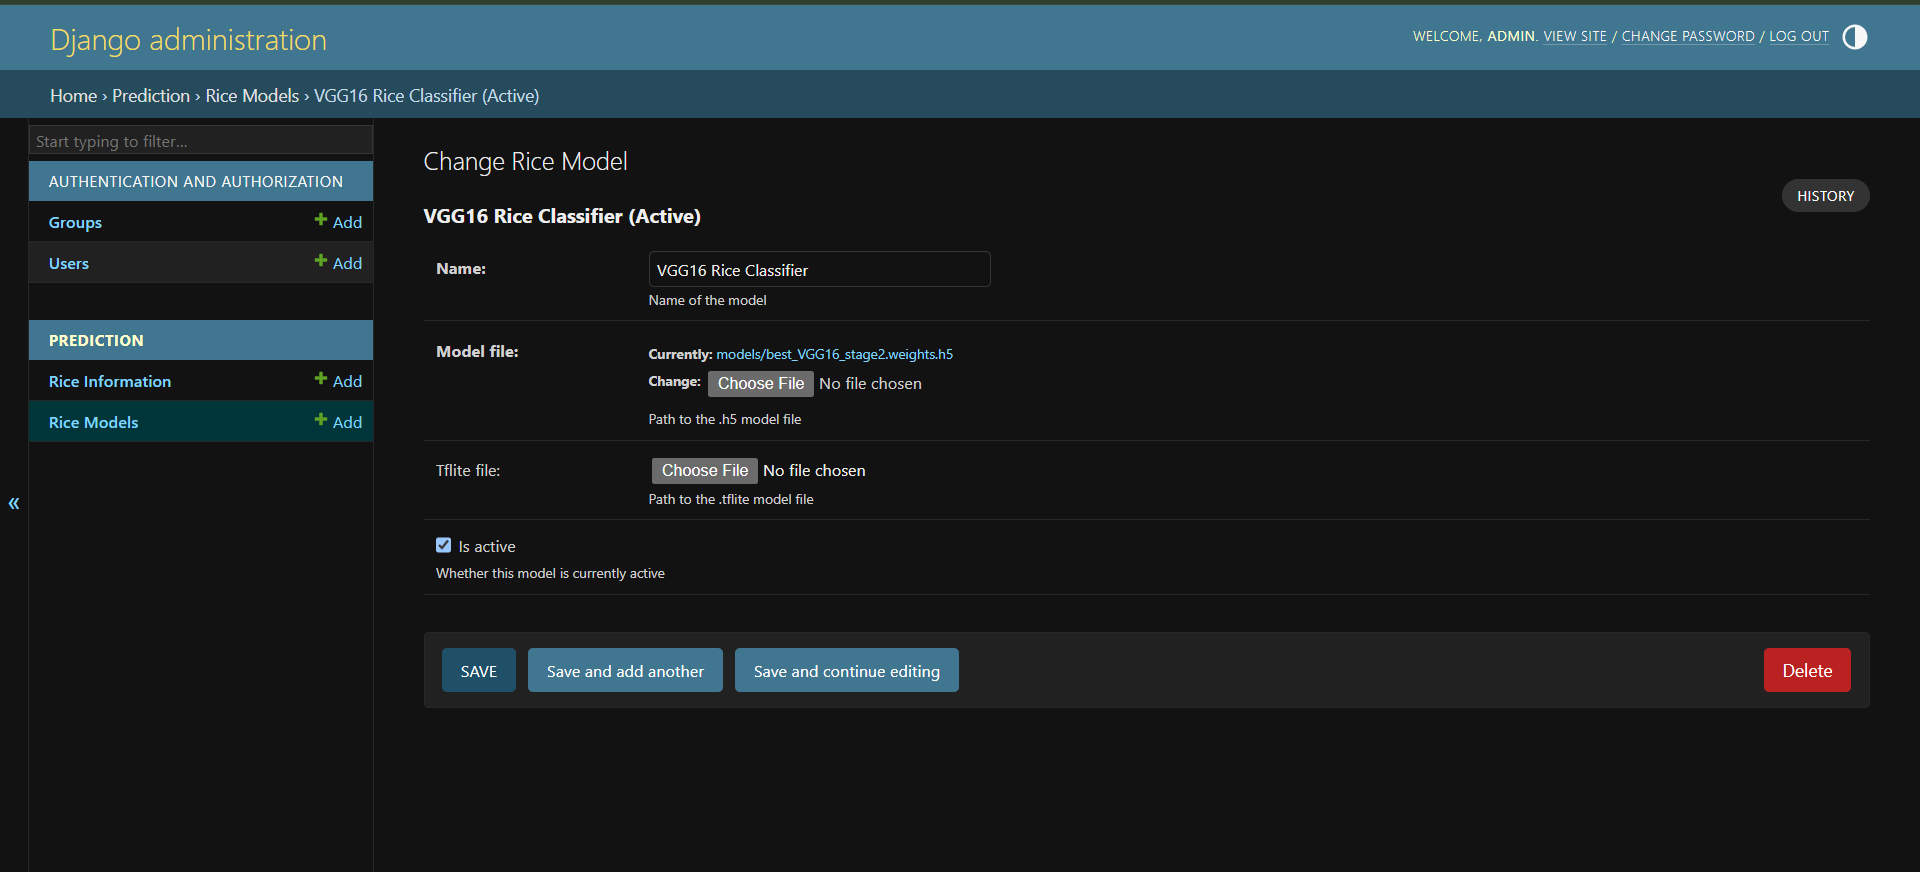 Django administration
WELCOME, ADMIN. VIEW SITE / CHANGE PASSWORD / LOG OUT
Home › Prediction › Rice Models › VGG16 Rice Classifier (Active)
Start typing to filter...
AUTHENTICATION AND AUTHORIZATION
Groups Add
Users Add
PREDICTION
Rice Information Add
Rice Models Add
«
Change Rice Model
HISTORY
VGG16 Rice Classifier (Active)
Name: VGG16 Rice Classifier
Name of the model
Model file: Currently: models/best_VGG16_stage2.weights.h5
Change: Choose File No file chosen
Path to the .h5 model file
Tflite file: Choose File No file chosen
Path to the .tflite model file
Is active
Whether this model is currently active
SAVE Save and add another Save and continue editing Delete